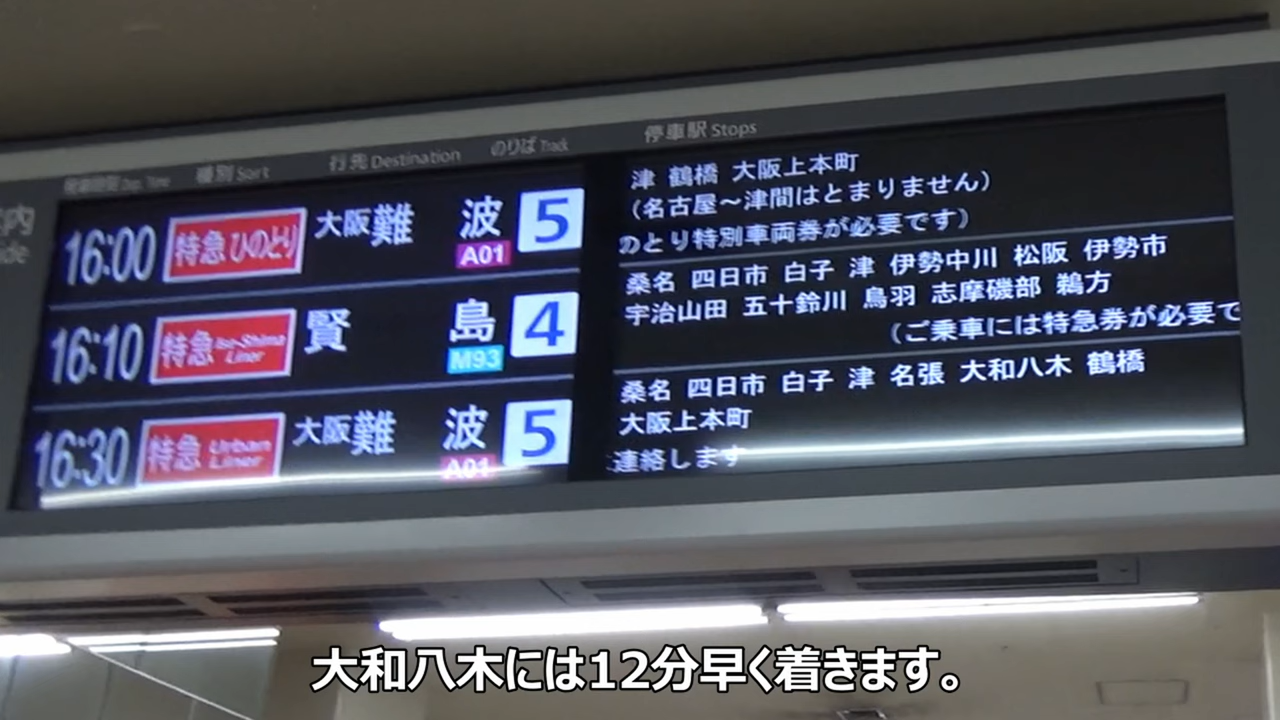 種別 Sort
行先 Destination
のりば Track
停車駅 Stops
内
16:00 特急 ひのとり 大阪難波 A01 5
津 鶴橋 大阪上本町
（名古屋～津間はとまりません）
のとり特別車両券が必要です）
16:10 特急 Ise-Shima Liner 賢島 M93 4
桑名 四日市 白子 津 伊勢中川 松阪 伊勢市
宇治山田 五十鈴川 鳥羽 志摩磯部 鵜方
（ご乗車には特急券が必要で
16:30 特急 Urban Liner 大阪難波 A01 5
桑名 四日市 白子 津 名張 大和八木 鶴橋
大阪上本町
連絡します
大和八木には12分早く着きます。